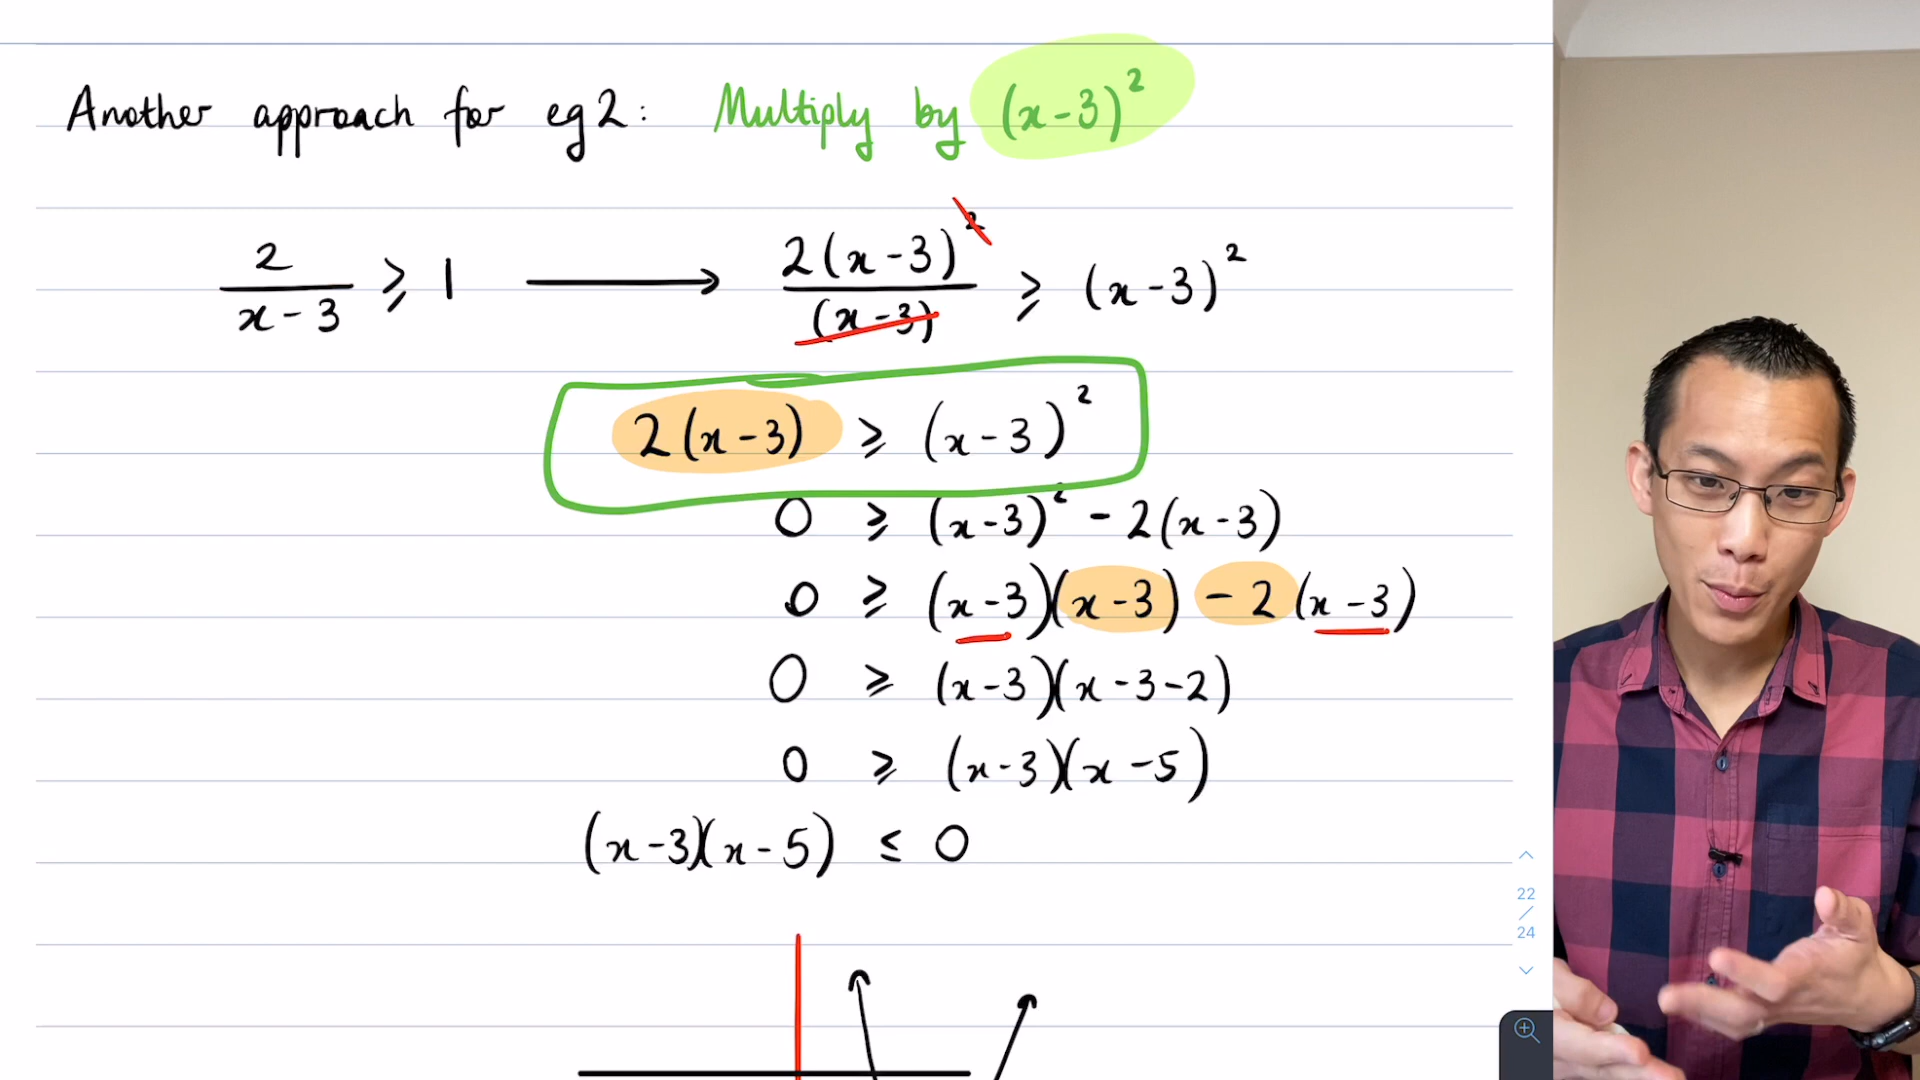 Another approach for eg 2: Multiply by (x-3)²
2/(x-3) ≥ 1 ⟶ 2(x-3)²/(x-3) ≥ (x-3)²
2(x-3) ≥ (x-3)²
0 ≥ (x-3)² - 2(x-3)
0 ≥ (x-3)(x-3) - 2(x-3)
0 ≥ (x-3)(x-3-2)
0 ≥ (x-3)(x-5)
(x-3)(x-5) ≤ 0
22
/
24